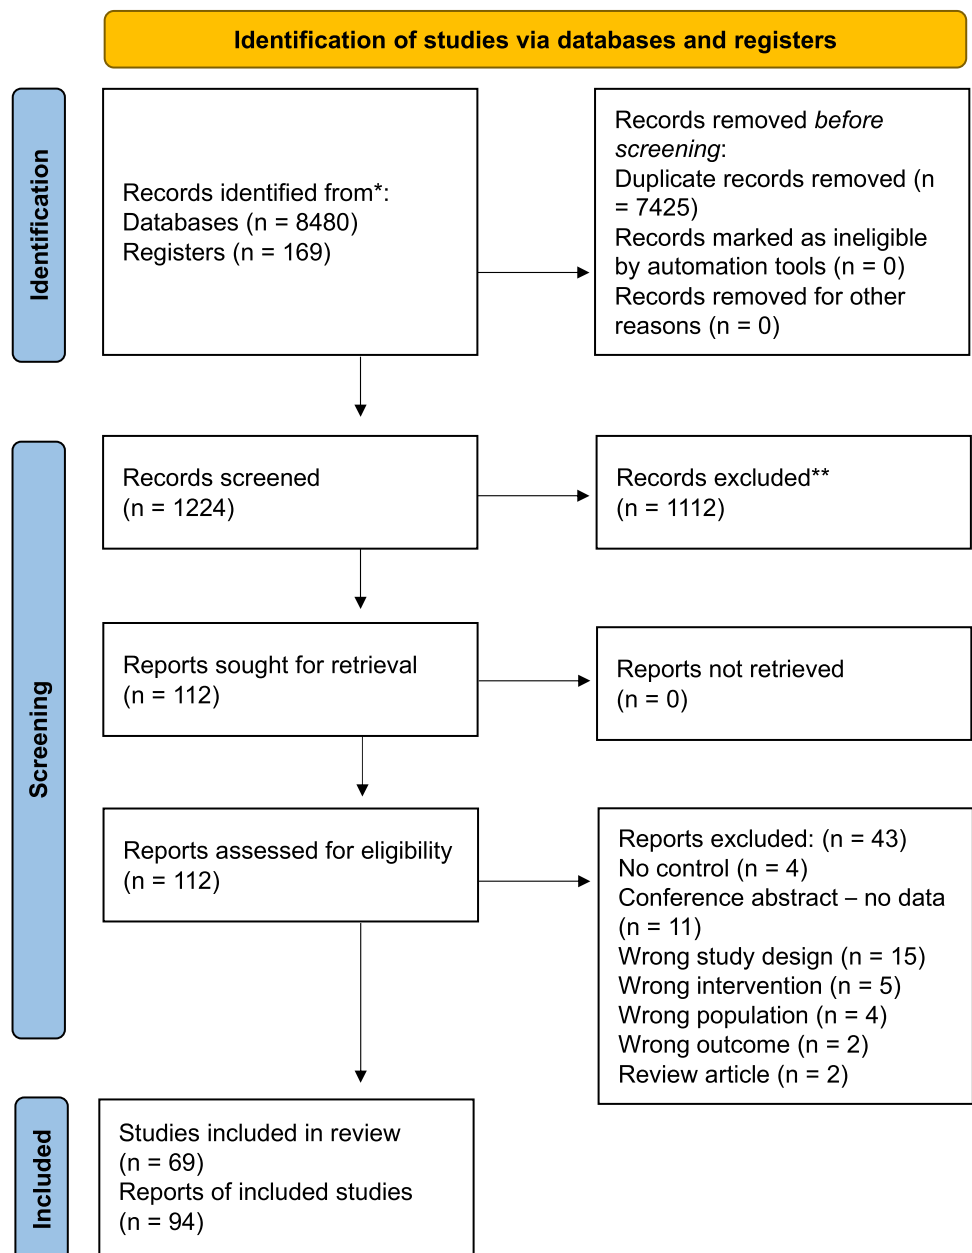 Identification of studies via databases and registers
Identification
Records identified from*:
Databases (n = 8480)
Registers (n = 169)
Records removed before
screening:
Duplicate records removed (n
= 7425)
Records marked as ineligible
by automation tools (n = 0)
Records removed for other
reasons (n = 0)
Screening
Records screened
(n = 1224)
Records excluded**
(n = 1112)
Reports sought for retrieval
(n = 112)
Reports not retrieved
(n = 0)
Reports assessed for eligibility
(n = 112)
Reports excluded: (n = 43)
No control (n = 4)
Conference abstract – no data
(n = 11)
Wrong study design (n = 15)
Wrong intervention (n = 5)
Wrong population (n = 4)
Wrong outcome (n = 2)
Review article (n = 2)
Included
Studies included in review
(n = 69)
Reports of included studies
(n = 94)